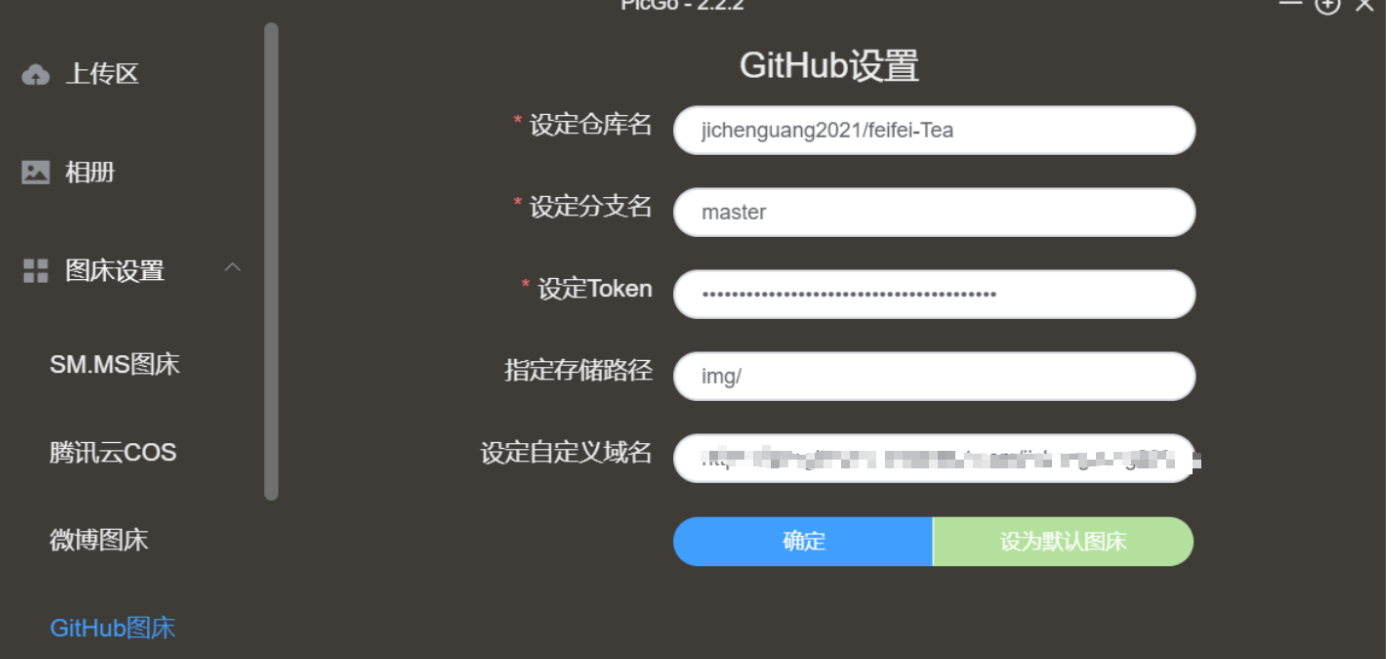 PicGo - 2.2.2
上传区
相册
图床设置
SM.MS图床
腾讯云COS
微博图床
GitHub图床
GitHub设置
* 设定仓库名
jichenguang2021/feifei-Tea
* 设定分支名
master
* 设定Token
指定存储路径
img/
设定自定义域名
确定
设为默认图床